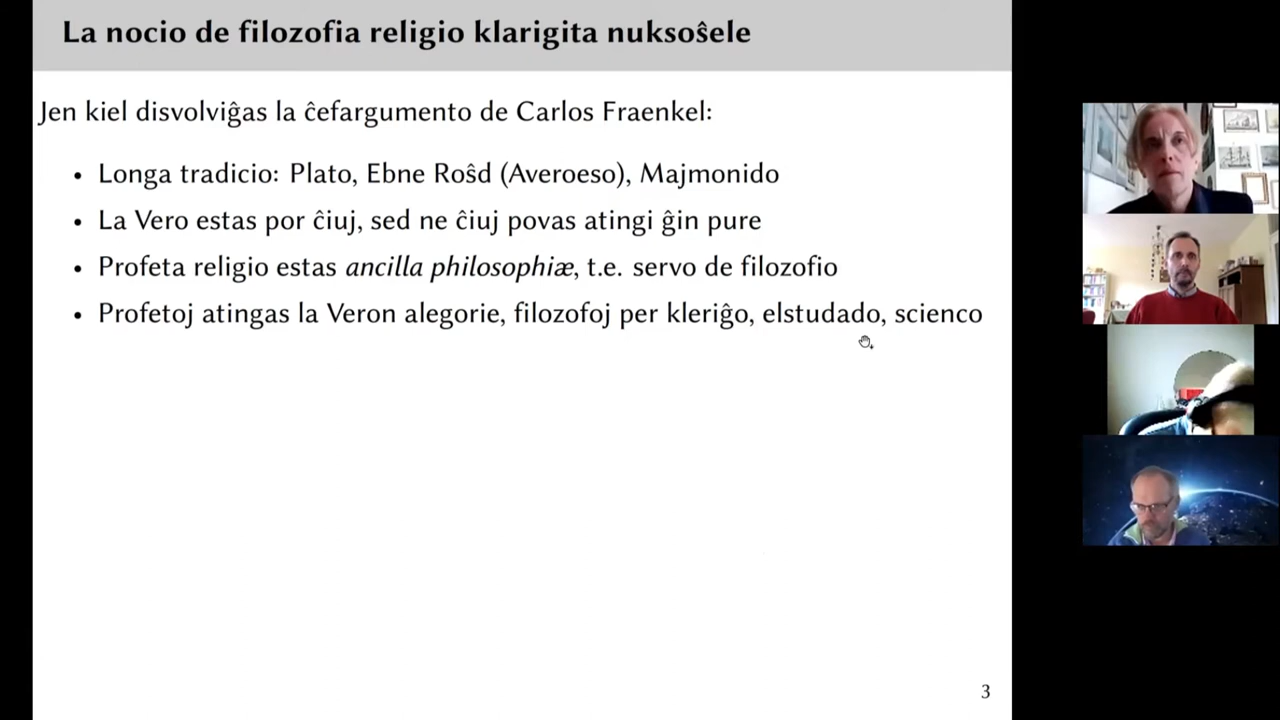 La nocio de filozofia religio klarigita nuksoŝele
Jen kiel disvolviĝas la ĉefargumento de Carlos Fraenkel:
• Longa tradicio: Plato, Ebne Roŝd (Averoeso), Majmonido
• La Vero estas por ĉiuj, sed ne ĉiuj povas atingi ĝin pure
• Profeta religio estas ancilla philosophiæ, t.e. servo de filozofio
• Profetoj atingas la Veron alegorie, filozofoj per kleriĝo, elstudado, scienco
3